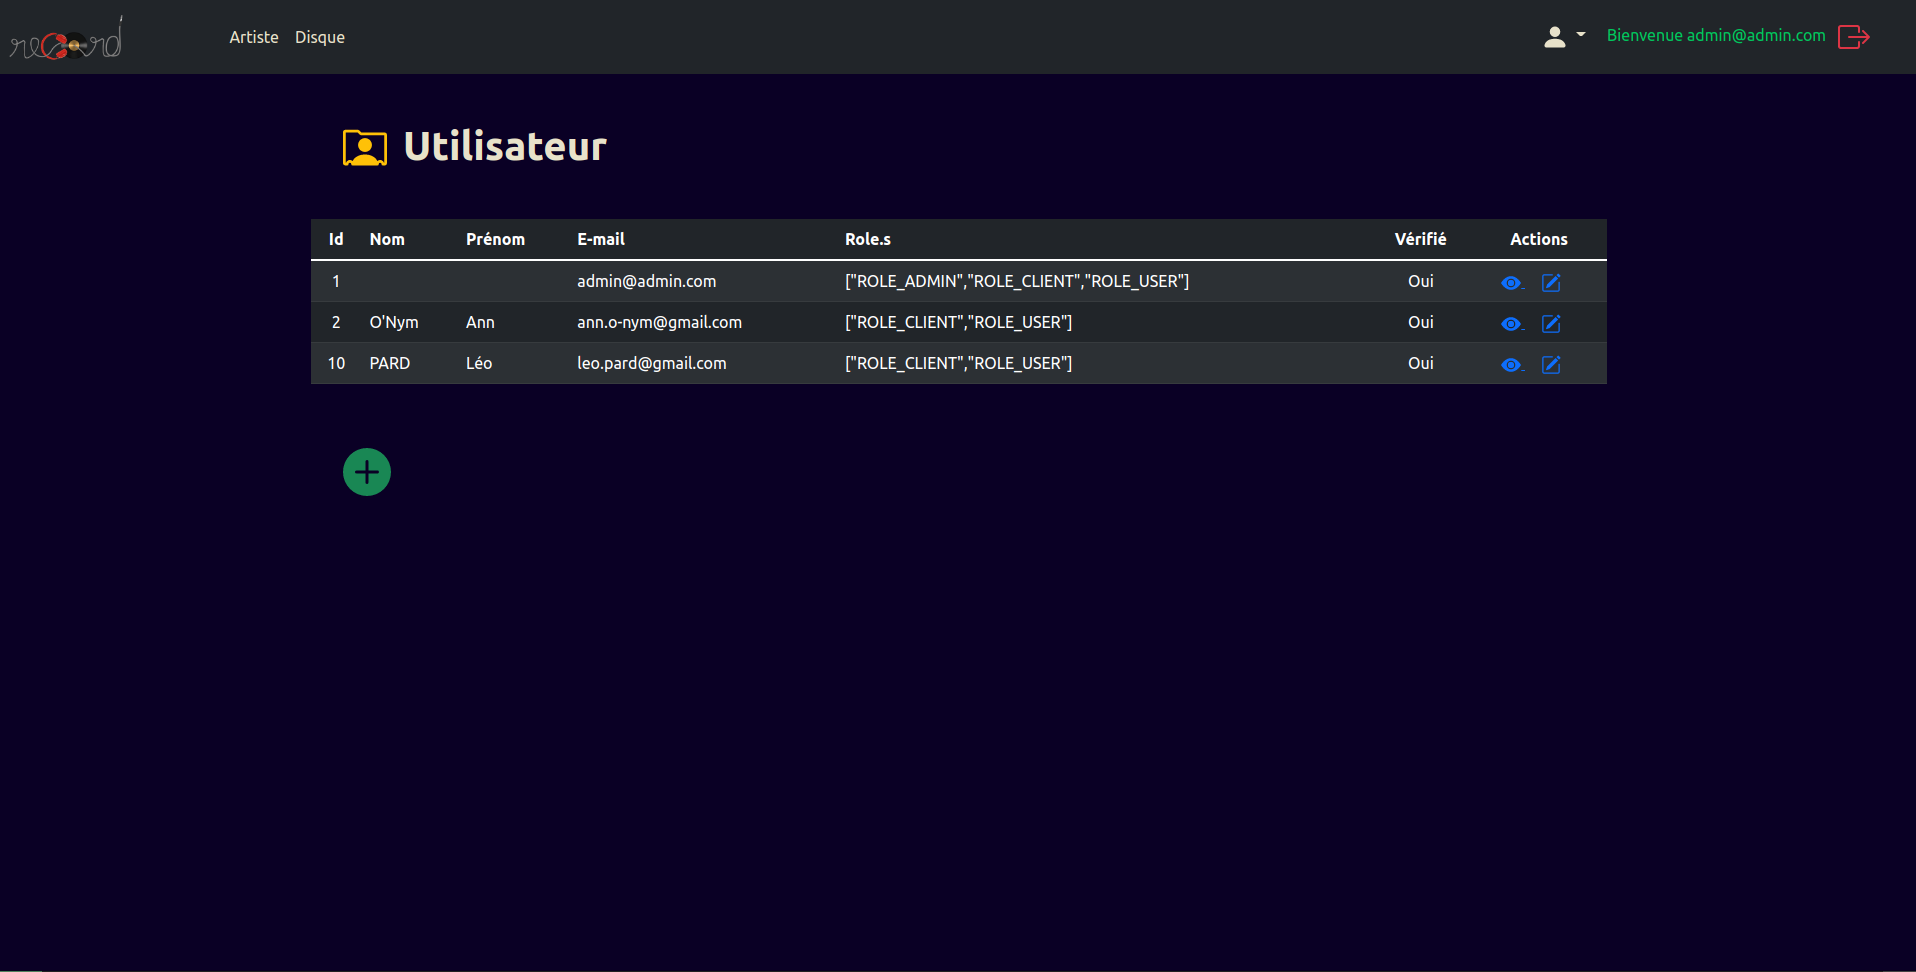 record
Artiste Disque
Bienvenue admin@admin.com
Utilisateur
Id Nom Prénom E-mail Role.s Vérifié Actions
1 admin@admin.com ["ROLE_ADMIN","ROLE_CLIENT","ROLE_USER"] Oui
2 O'Nym Ann ann.o-nym@gmail.com ["ROLE_CLIENT","ROLE_USER"] Oui
10 PARD Léo leo.pard@gmail.com ["ROLE_CLIENT","ROLE_USER"] Oui